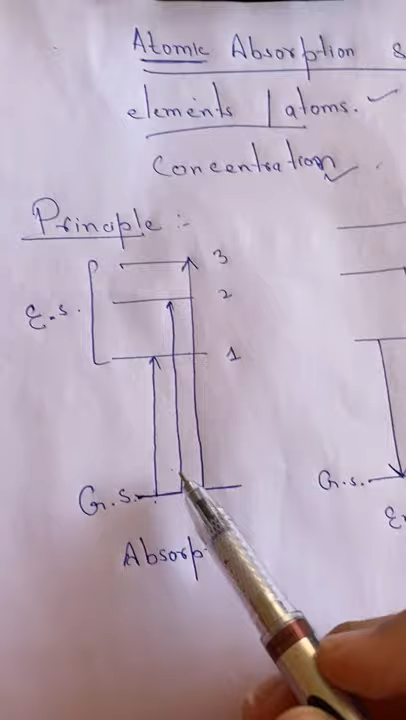 Atomic Absorption S
elements / atoms.
Concentration
Principle :-
3
2
E.S.
1
G.S.
G.S.
Absorp